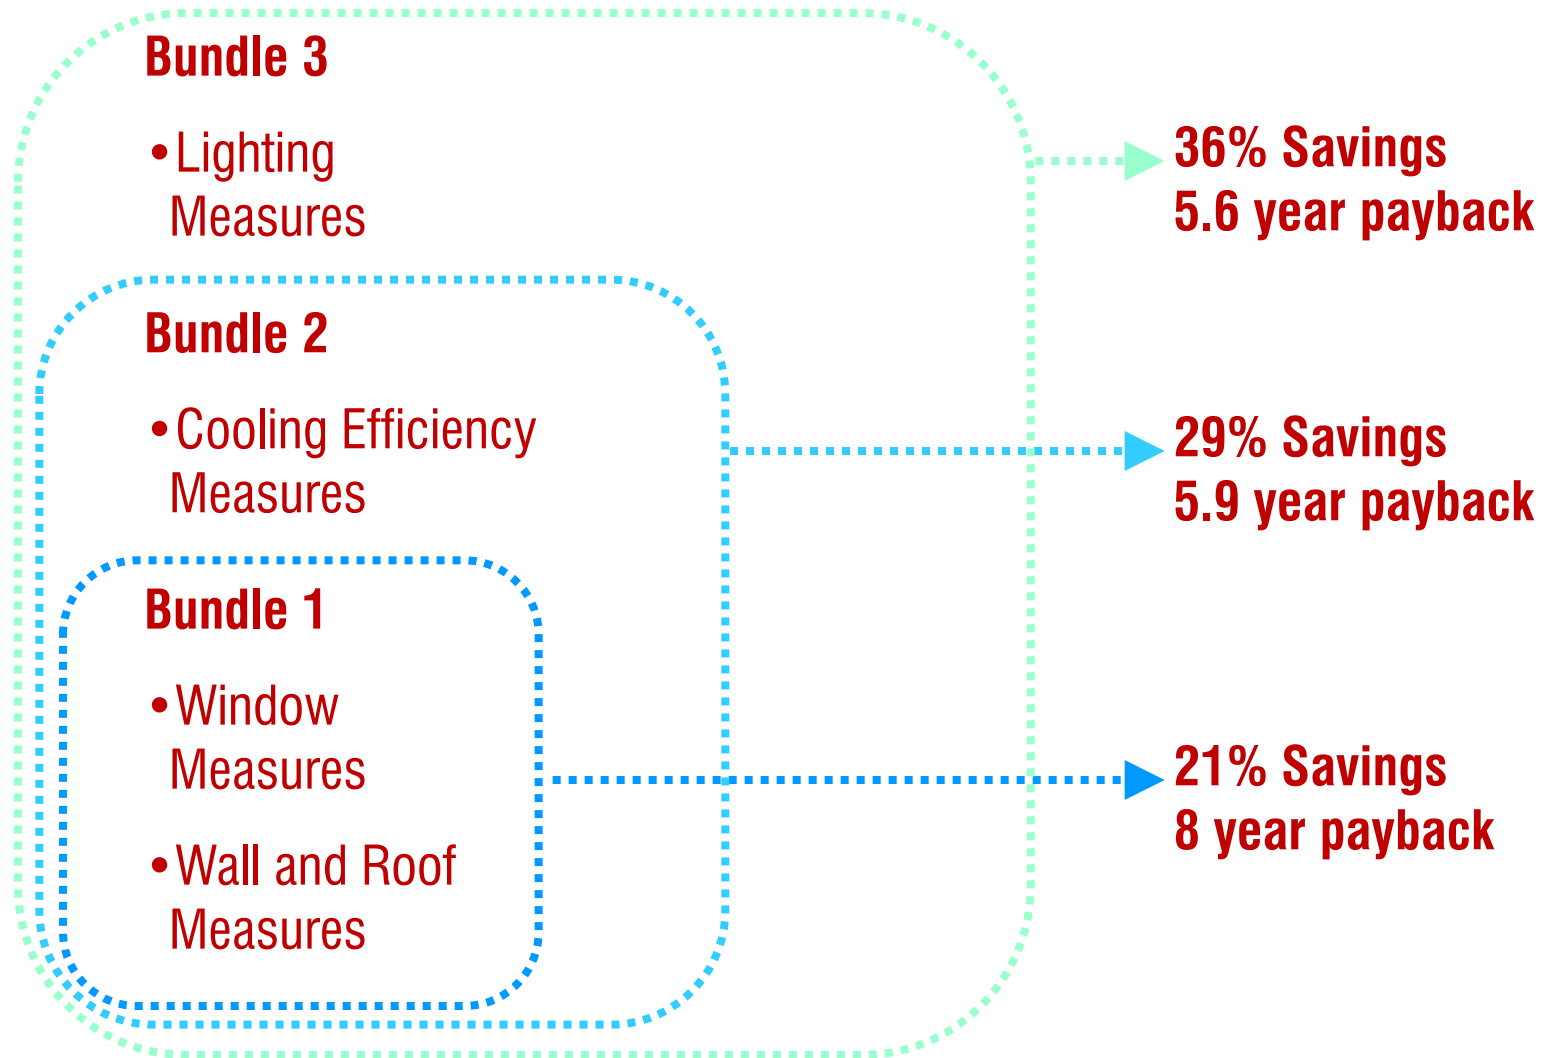 Bundle 3
•Lighting
Measures
36% Savings
5.6 year payback
Bundle 2
•Cooling Efficiency
Measures
29% Savings
5.9 year payback
Bundle 1
•Window
Measures
•Wall and Roof
Measures
21% Savings
8 year payback